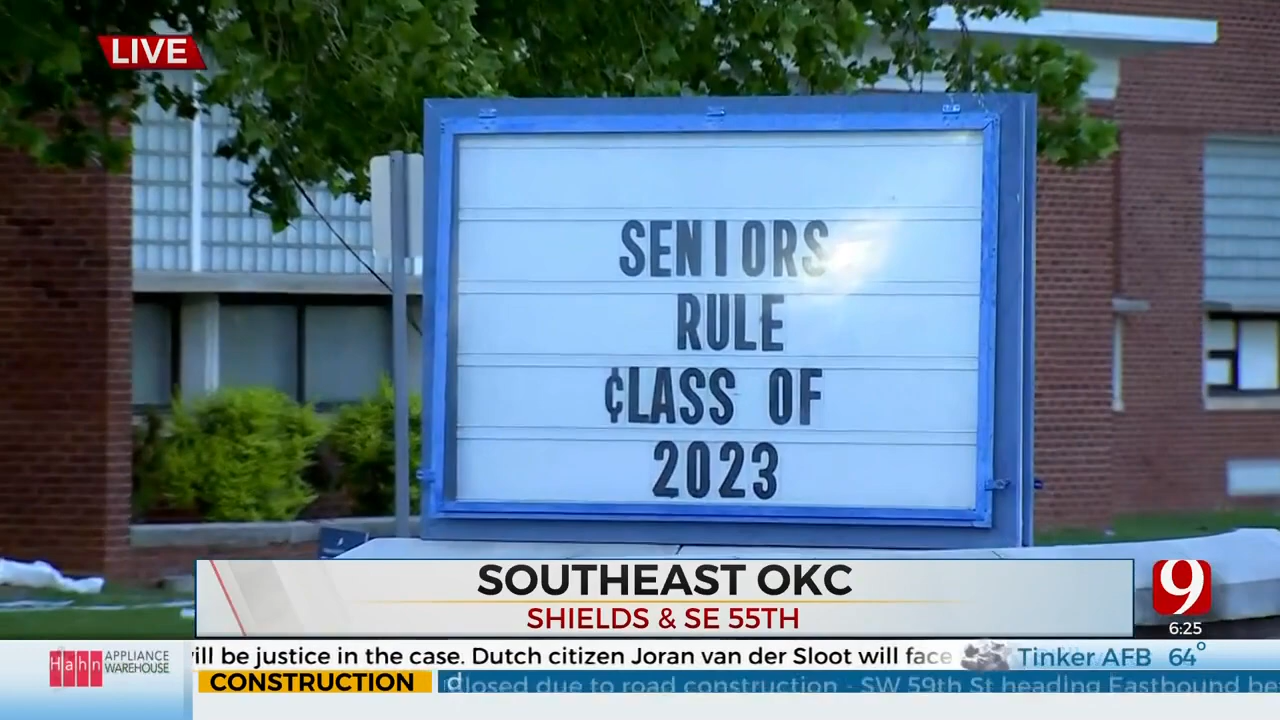 LIVE
SENIORS
RULE
¢LASS OF
2023
SOUTHEAST OKC
SHIELDS & SE 55TH
9
6:25
Hahn APPLIANCE WAREHOUSE
will be justice in the case. Dutch citizen Joran van der Sloot will face
Tinker AFB 64°
CONSTRUCTION
closed due to road construction - SW 59th St heading Eastbound be